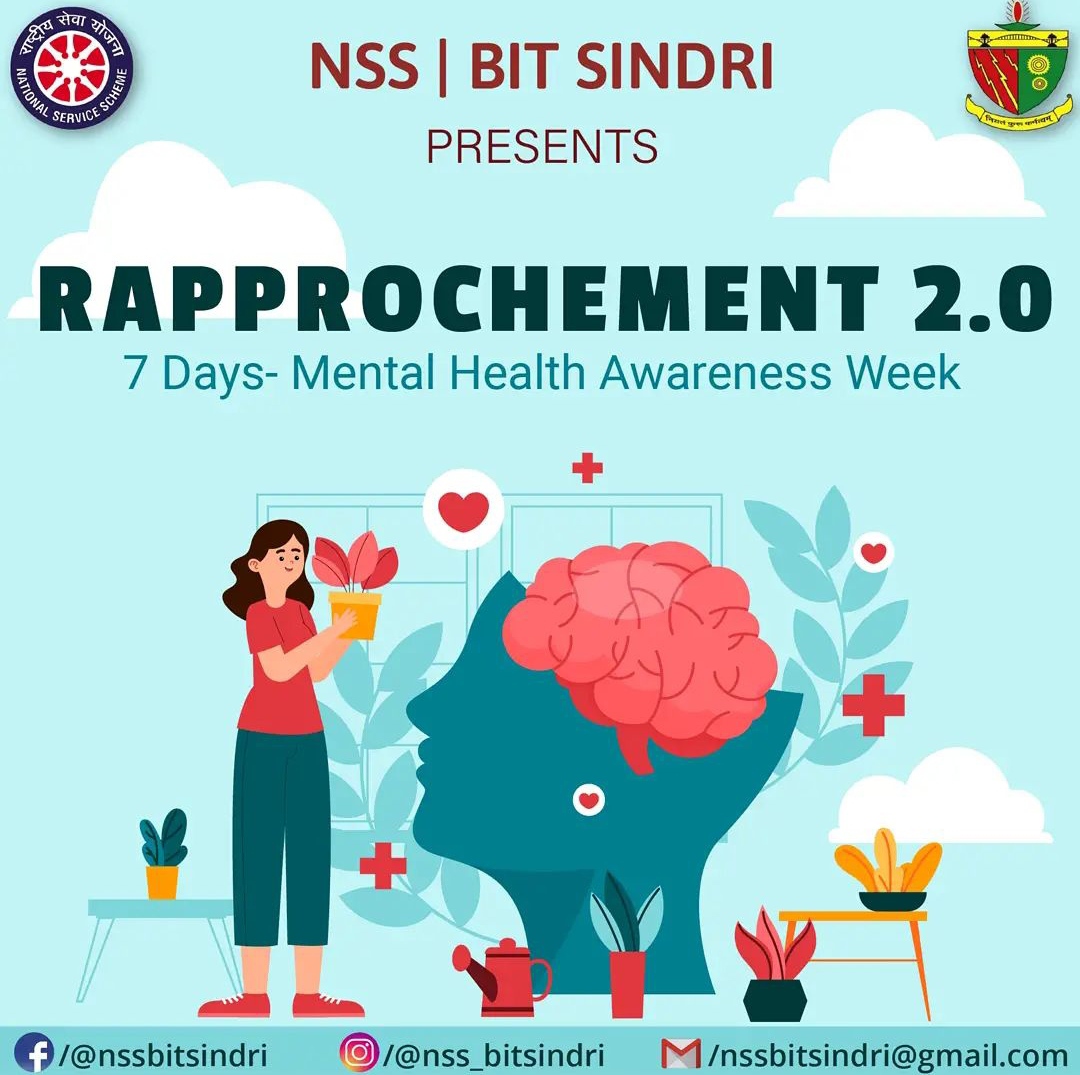 राष्ट्रीय सेवा योजना
NATIONAL SERVICE SCHEME
NSS | BIT SINDRI
PRESENTS
RAPPROCHEMENT 2.0
7 Days- Mental Health Awareness Week
/@nssbitsindri
/@nss_bitsindri
/nssbitsindri@gmail.com